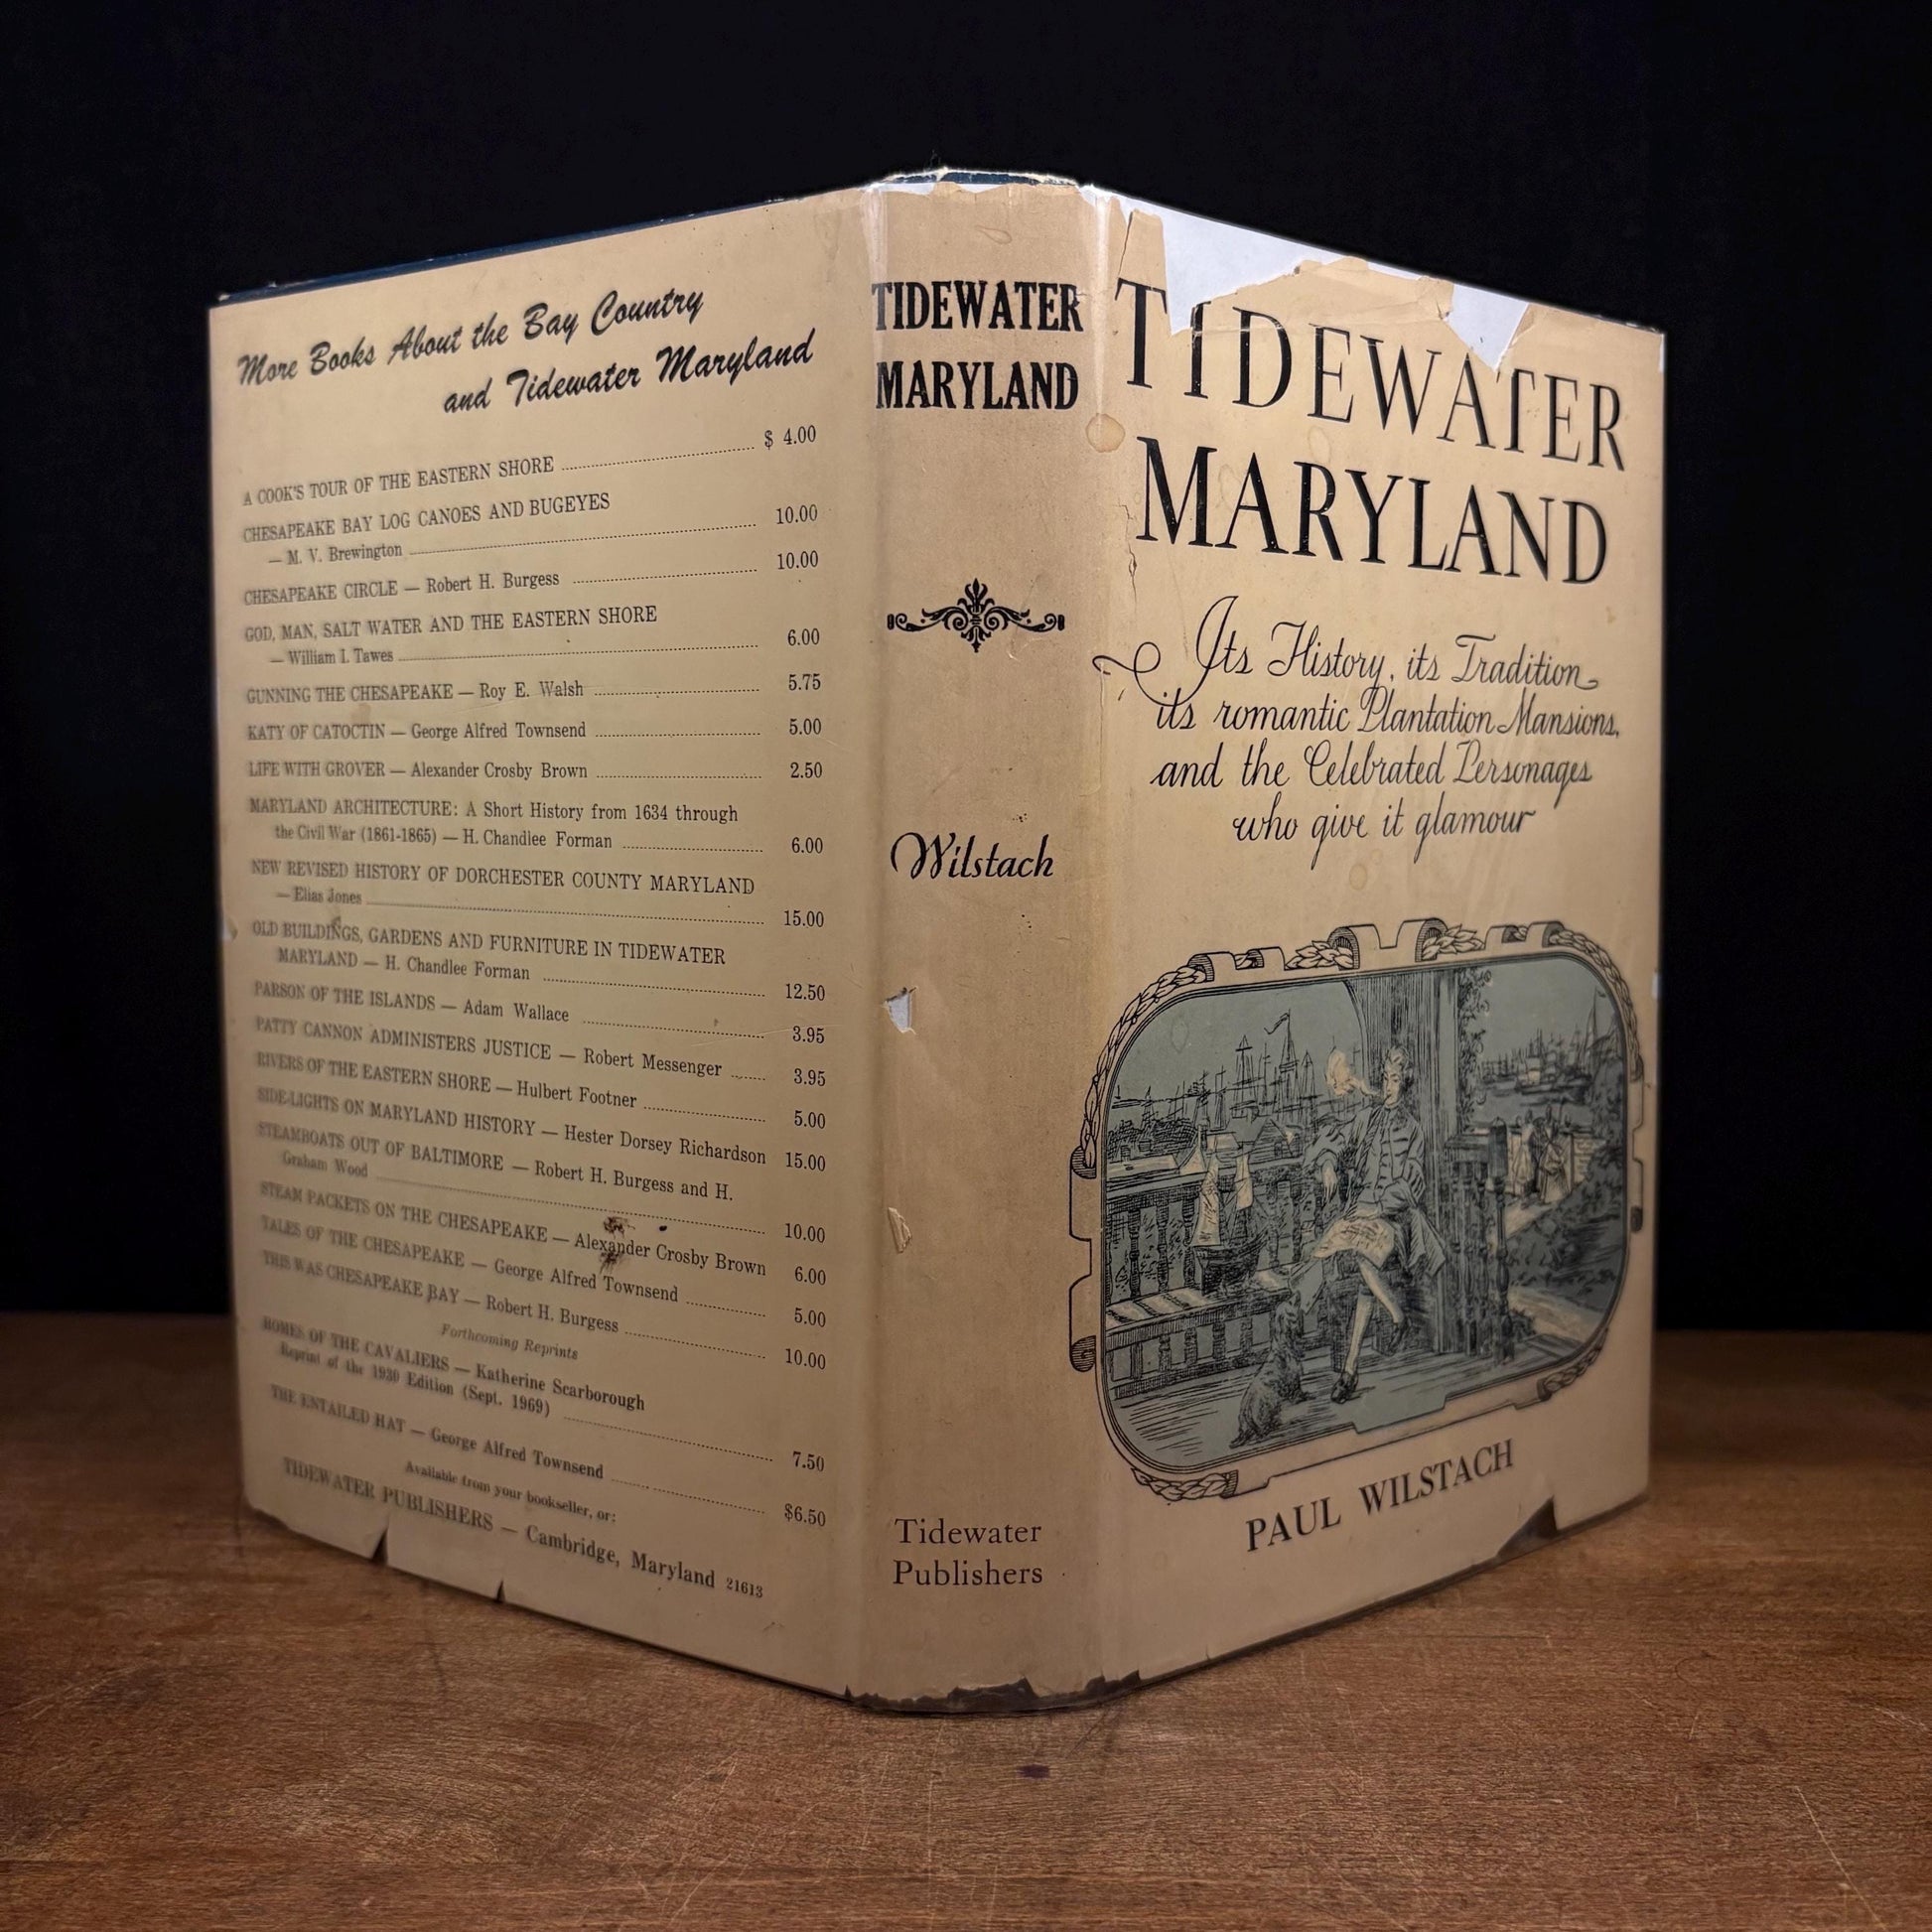 More Books About the Bay Country
and Tidewater Maryland
A COOK'S TOUR OF THE EASTERN SHORE $ 4.00
CHESAPEAKE BAY LOG CANOES AND BUGEYES
— M. V. Brewington 10.00
CHESAPEAKE CIRCLE — Robert H. Burgess 10.00
GOD, MAN, SALT WATER AND THE EASTERN SHORE
— William I. Tawes 6.00
GUNNING THE CHESAPEAKE — Roy E. Walsh 5.75
KATY OF CATOCTIN — George Alfred Townsend 5.00
LIFE WITH GROVER — Alexander Crosby Brown 2.50
MARYLAND ARCHITECTURE: A Short History from 1634 through
the Civil War (1861-1865) — H. Chandlee Forman 6.00
NEW REVISED HISTORY OF DORCHESTER COUNTY MARYLAND
— Elias Jones 15.00
OLD BUILDINGS, GARDENS AND FURNITURE IN TIDEWATER
MARYLAND — H. Chandlee Forman 12.50
PARSON OF THE ISLANDS — Adam Wallace 3.95
PATTY CANNON ADMINISTERS JUSTICE — Robert Messenger 3.95
RIVERS OF THE EASTERN SHORE — Hulbert Footner 5.00
SIDE-LIGHTS ON MARYLAND HISTORY — Hester Dorsey Richardson 15.00
STEAMBOATS OUT OF BALTIMORE — Robert H. Burgess and H.
Graham Wood 10.00
STEAM PACKETS ON THE CHESAPEAKE — Alexander Crosby Brown 6.00
TALES OF THE CHESAPEAKE — George Alfred Townsend 5.00
THIS WAS CHESAPEAKE BAY — Robert H. Burgess 10.00
Forthcoming Reprints
HOMES OF THE CAVALIERS — Katherine Scarborough
Reprint of the 1930 Edition (Sept. 1969) 7.50
THE ENTAILED HAT — George Alfred Townsend $6.50
Available from your bookseller, or:
TIDEWATER PUBLISHERS — Cambridge, Maryland 21613
TIDEWATER
MARYLAND
Wilstach
Tidewater
Publishers
TIDEWATER
MARYLAND
Its History, its Tradition
its romantic Plantation Mansions,
and the Celebrated Personages
who give it glamour
PAUL WILSTACH